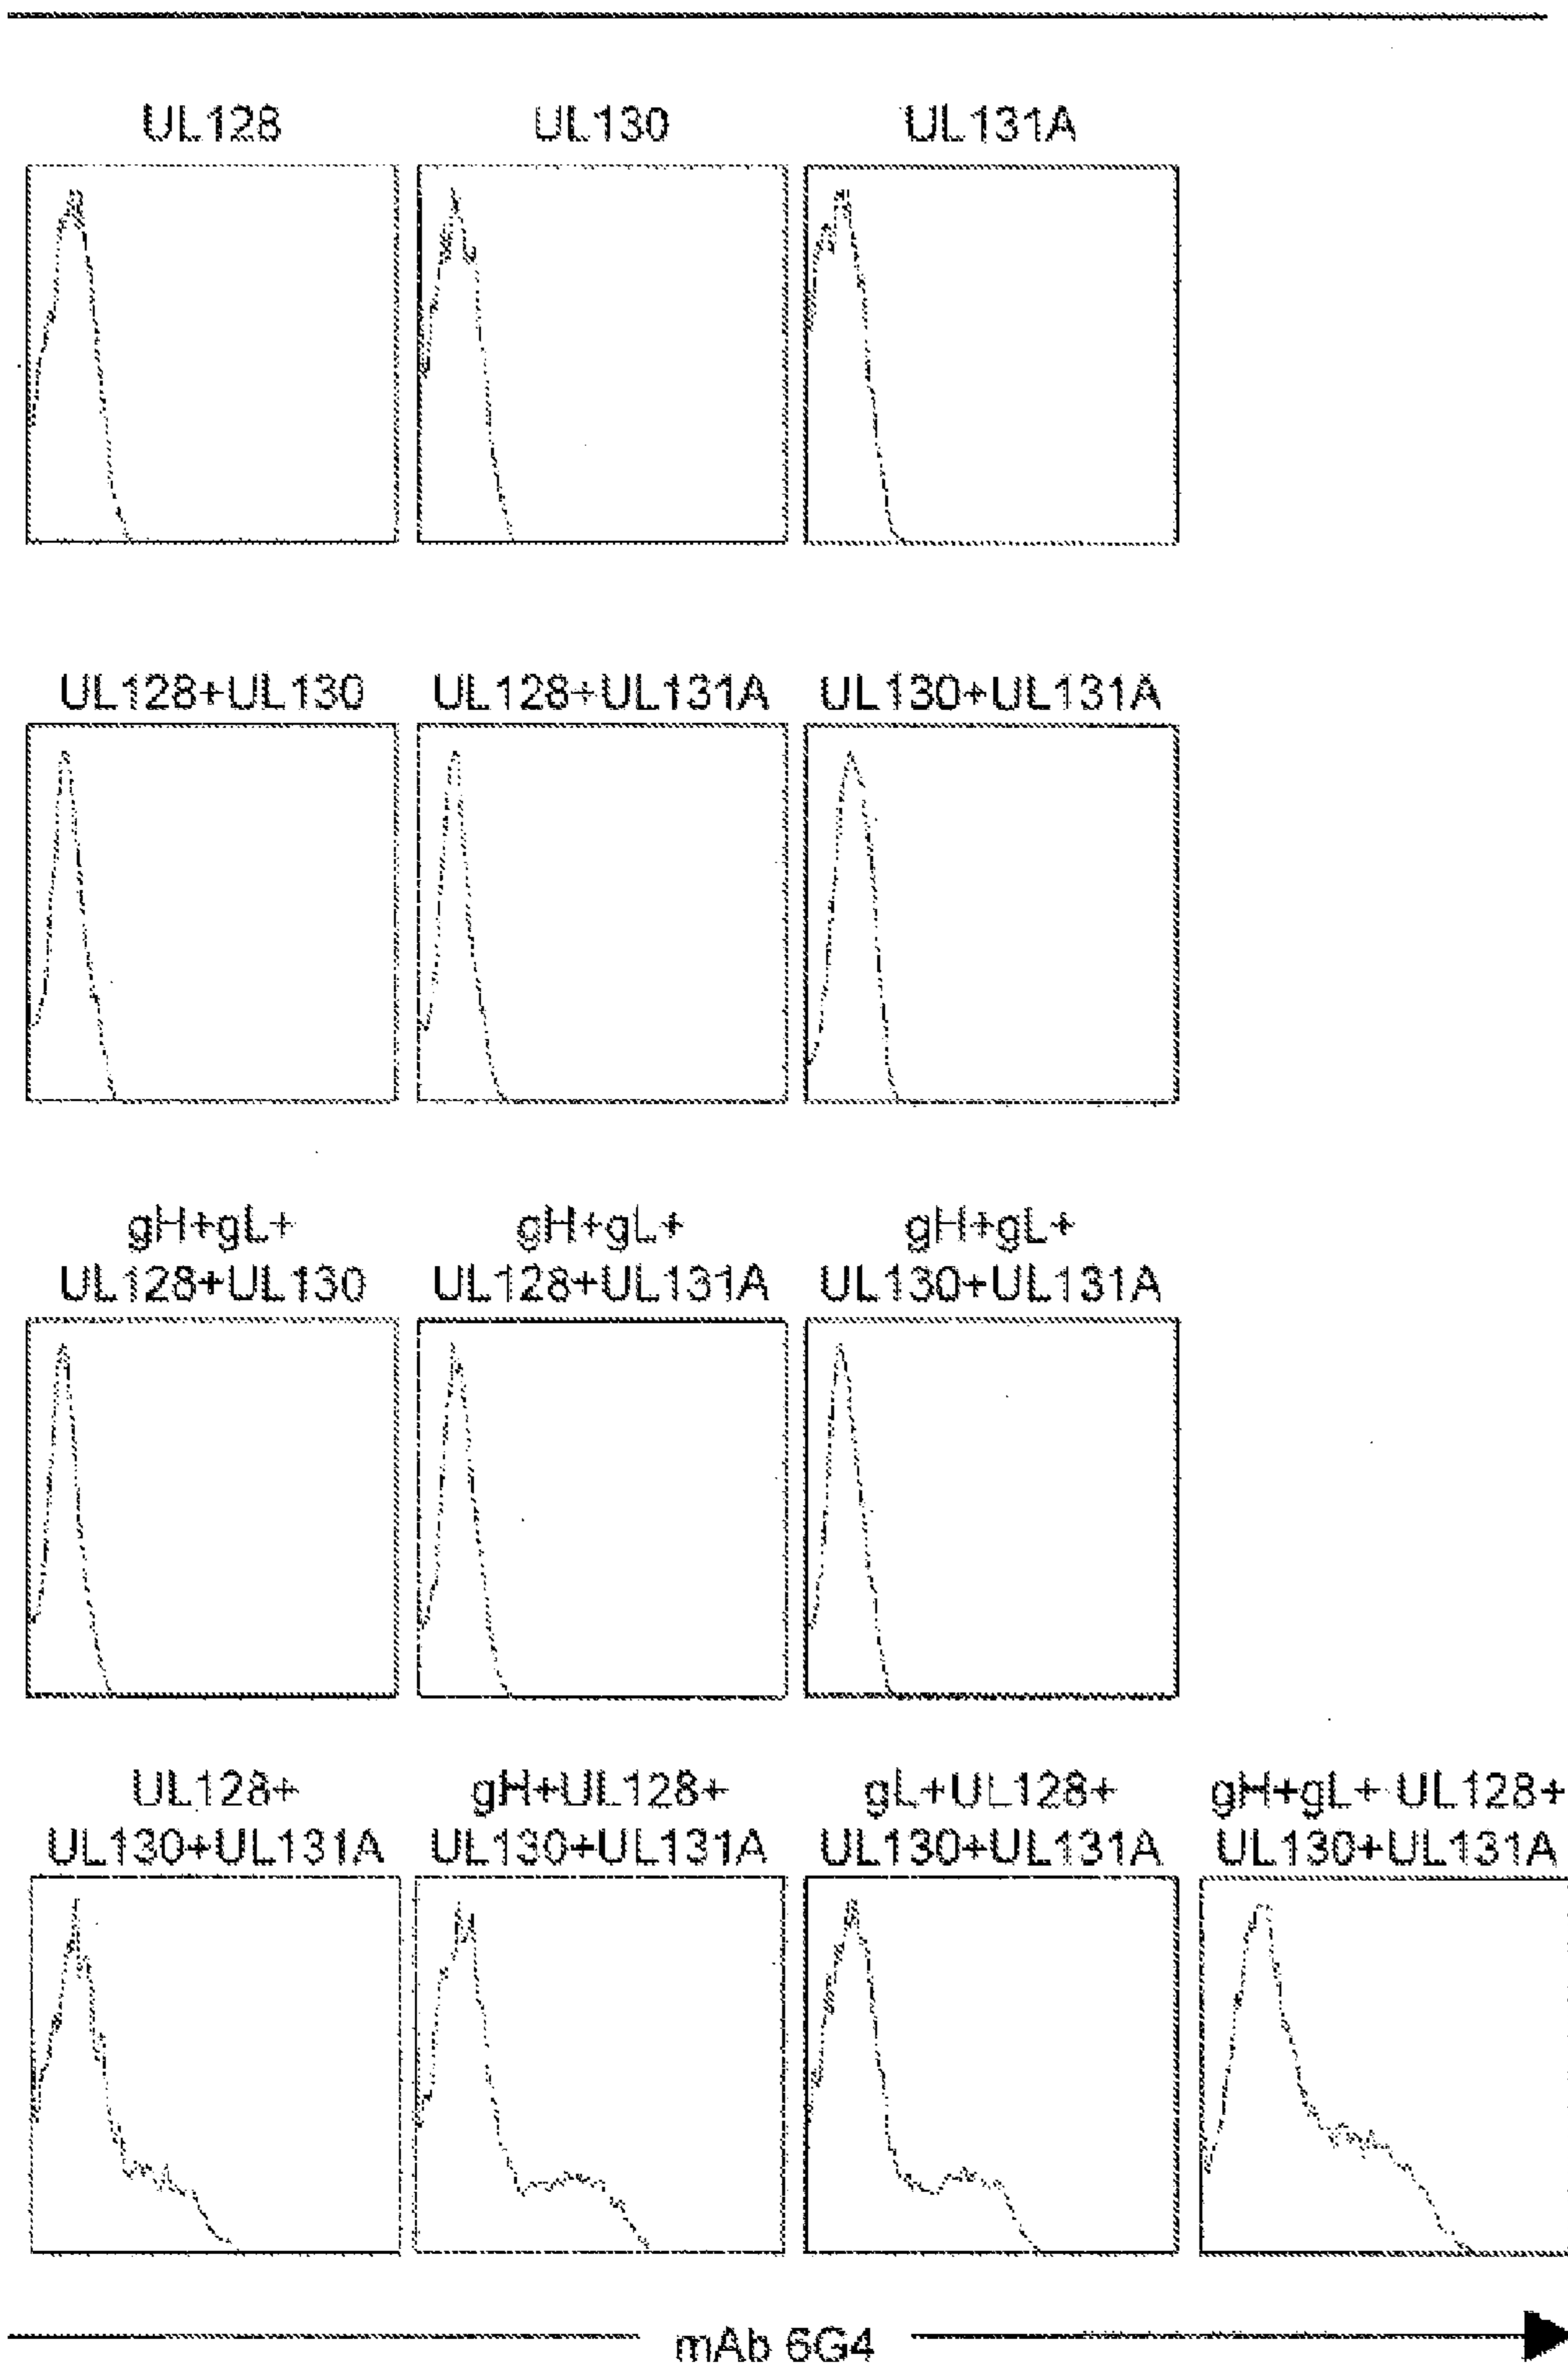 UL128 UL130 UL131A
UL128+UL130 UL128+UL131A UL130+UL131A
gH+gL+ gH+gL+ gH+gL+
UL128+UL130 UL128+UL131A UL130+UL131A
UL128+ gH+UL128+ gL+UL128+ gH+gL+ UL128+
UL130+UL131A UL130+UL131A UL130+UL131A UL130+UL131A
mAb 6G4